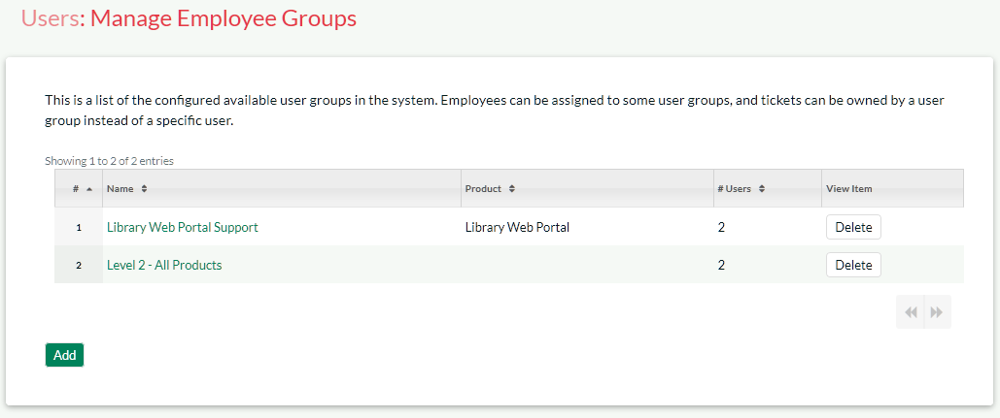 Users: Manage Employee Groups
This is a list of the configured available user groups in the system. Employees can be assigned to some user groups, and tickets can be owned by a user
group instead of a specific user.
Showing 1 to 2 of 2 entries
# Name Product # Users View Item
1 Library Web Portal Support Library Web Portal 2 Delete
2 Level 2 - All Products 2 Delete
Add